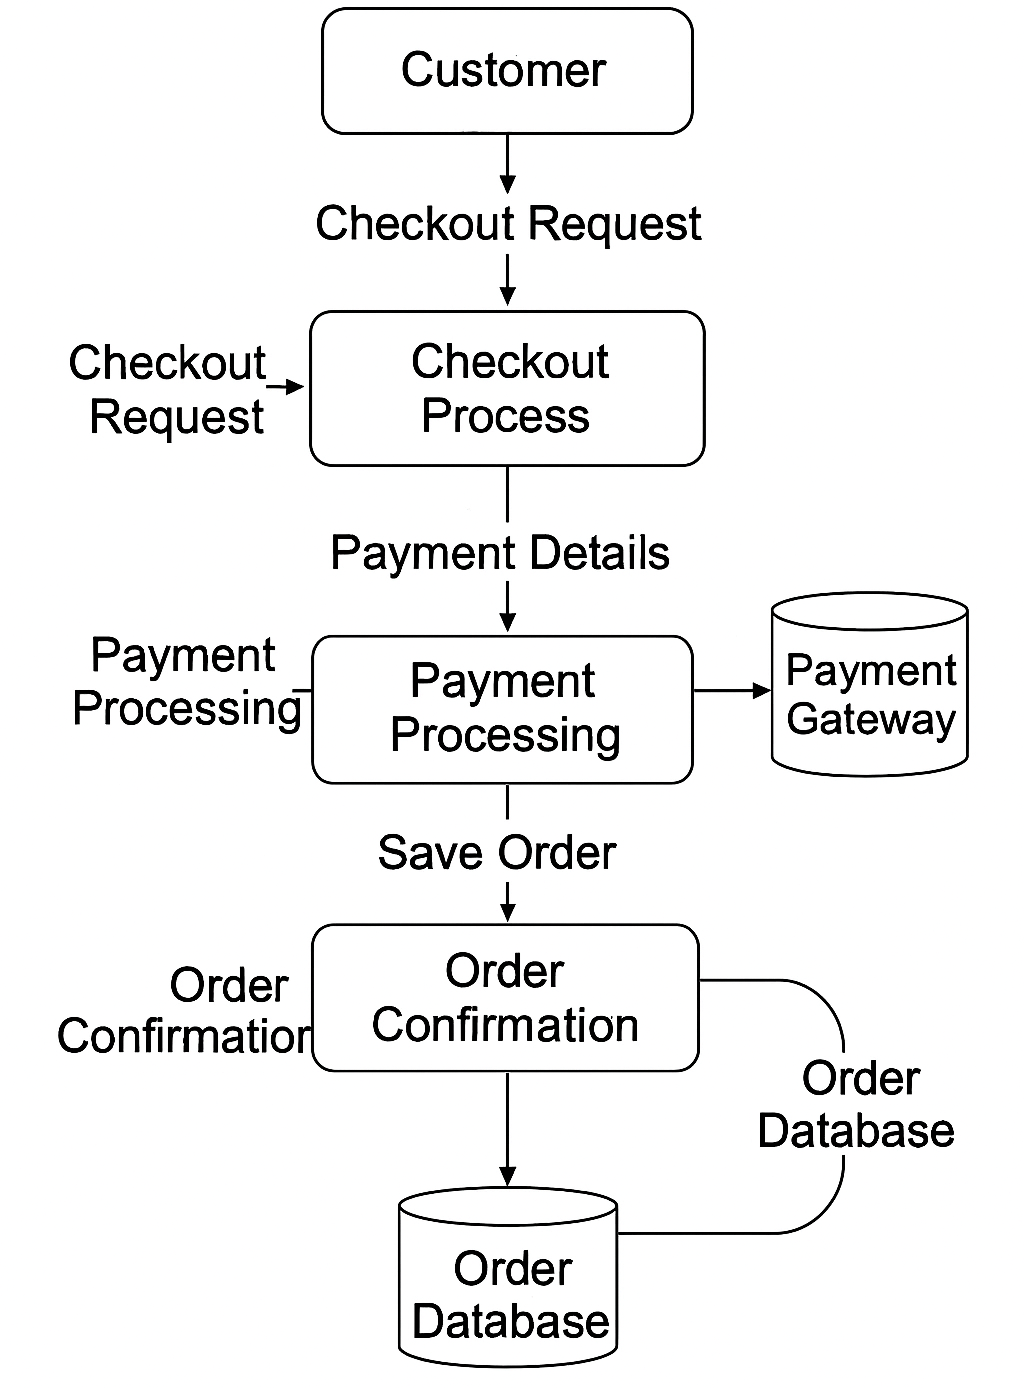 Customer
Checkout Request
Checkout
Request
Checkout
Process
Payment Details
Payment
Processing
Payment
Processing
Payment
Gateway
Save Order
Order
Confirmation
Order
Confirmation
Order
Database
Order
Database